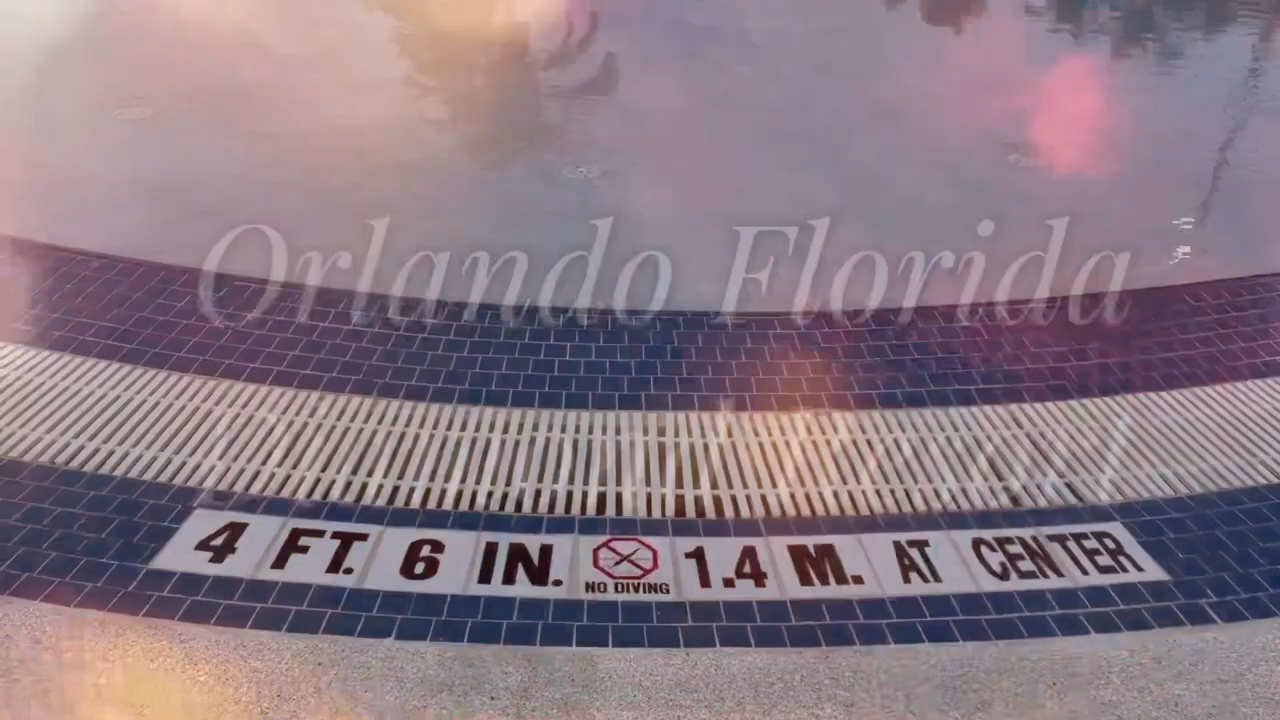 Orlando Florida
4 FT. 6 IN. NO DIVING 1.4 M. AT CENTER